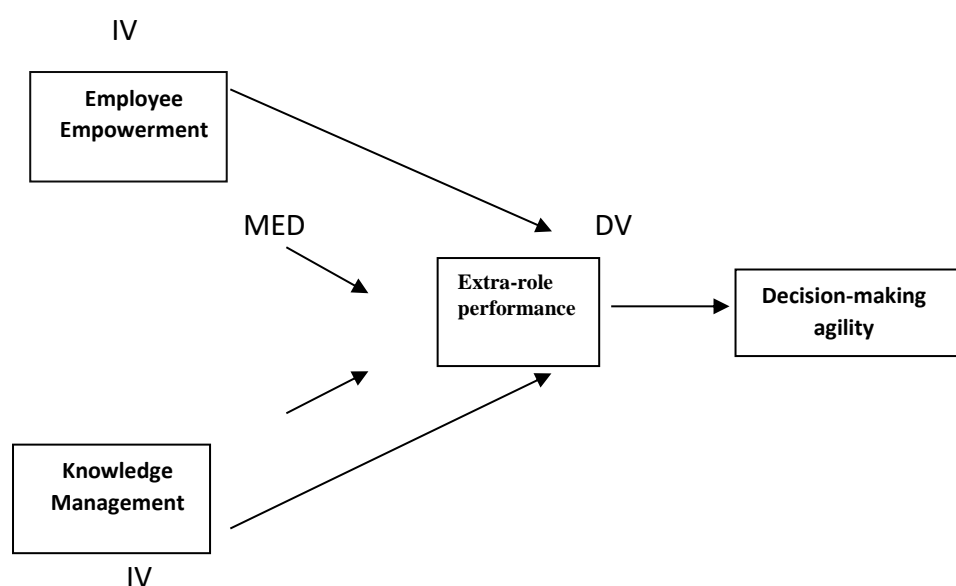 IV
Employee
Empowerment
MED
DV
Extra-role
performance
Decision-making
agility
Knowledge
Management
IV